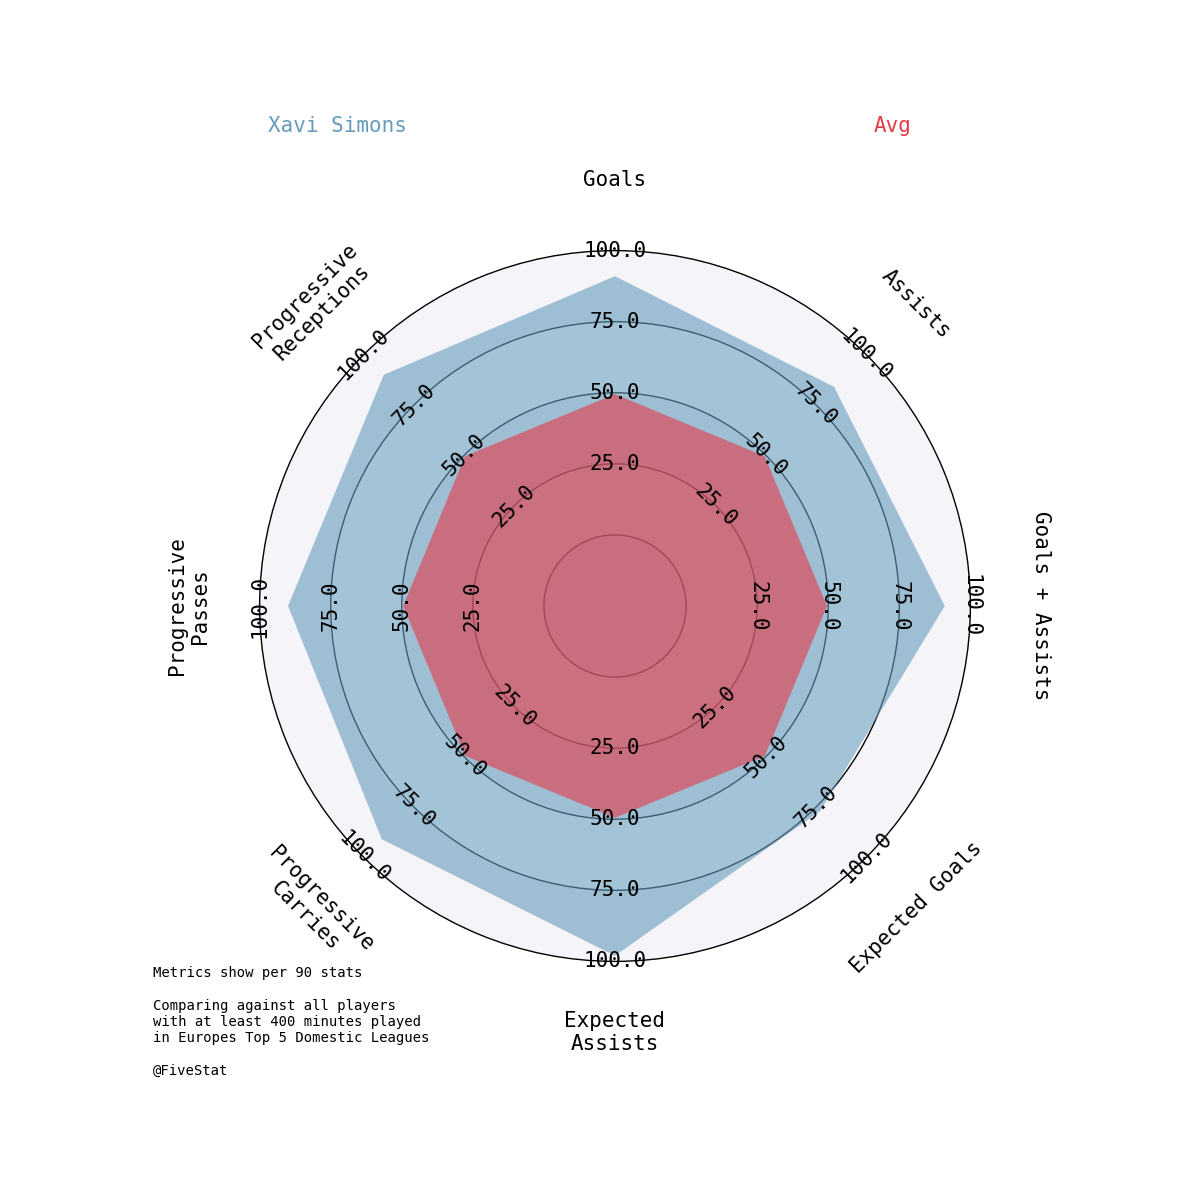 Xavi Simons
Avg
Goals
Assists
Goals + Assists
Expected Goals
Expected
Assists
Progressive
Carries
Progressive
Passes
Progressive
Receptions
25.0
50.0
75.0
100.0
25.0
50.0
75.0
100.0
25.0
50.0
75.0
100.0
25.0
50.0
75.0
100.0
25.0
50.0
75.0
100.0
25.0
50.0
75.0
100.0
25.0
50.0
75.0
100.0
25.0
50.0
75.0
100.0
Metrics show per 90 stats
Comparing against all players
with at least 400 minutes played
in Europes Top 5 Domestic Leagues
@FiveStat